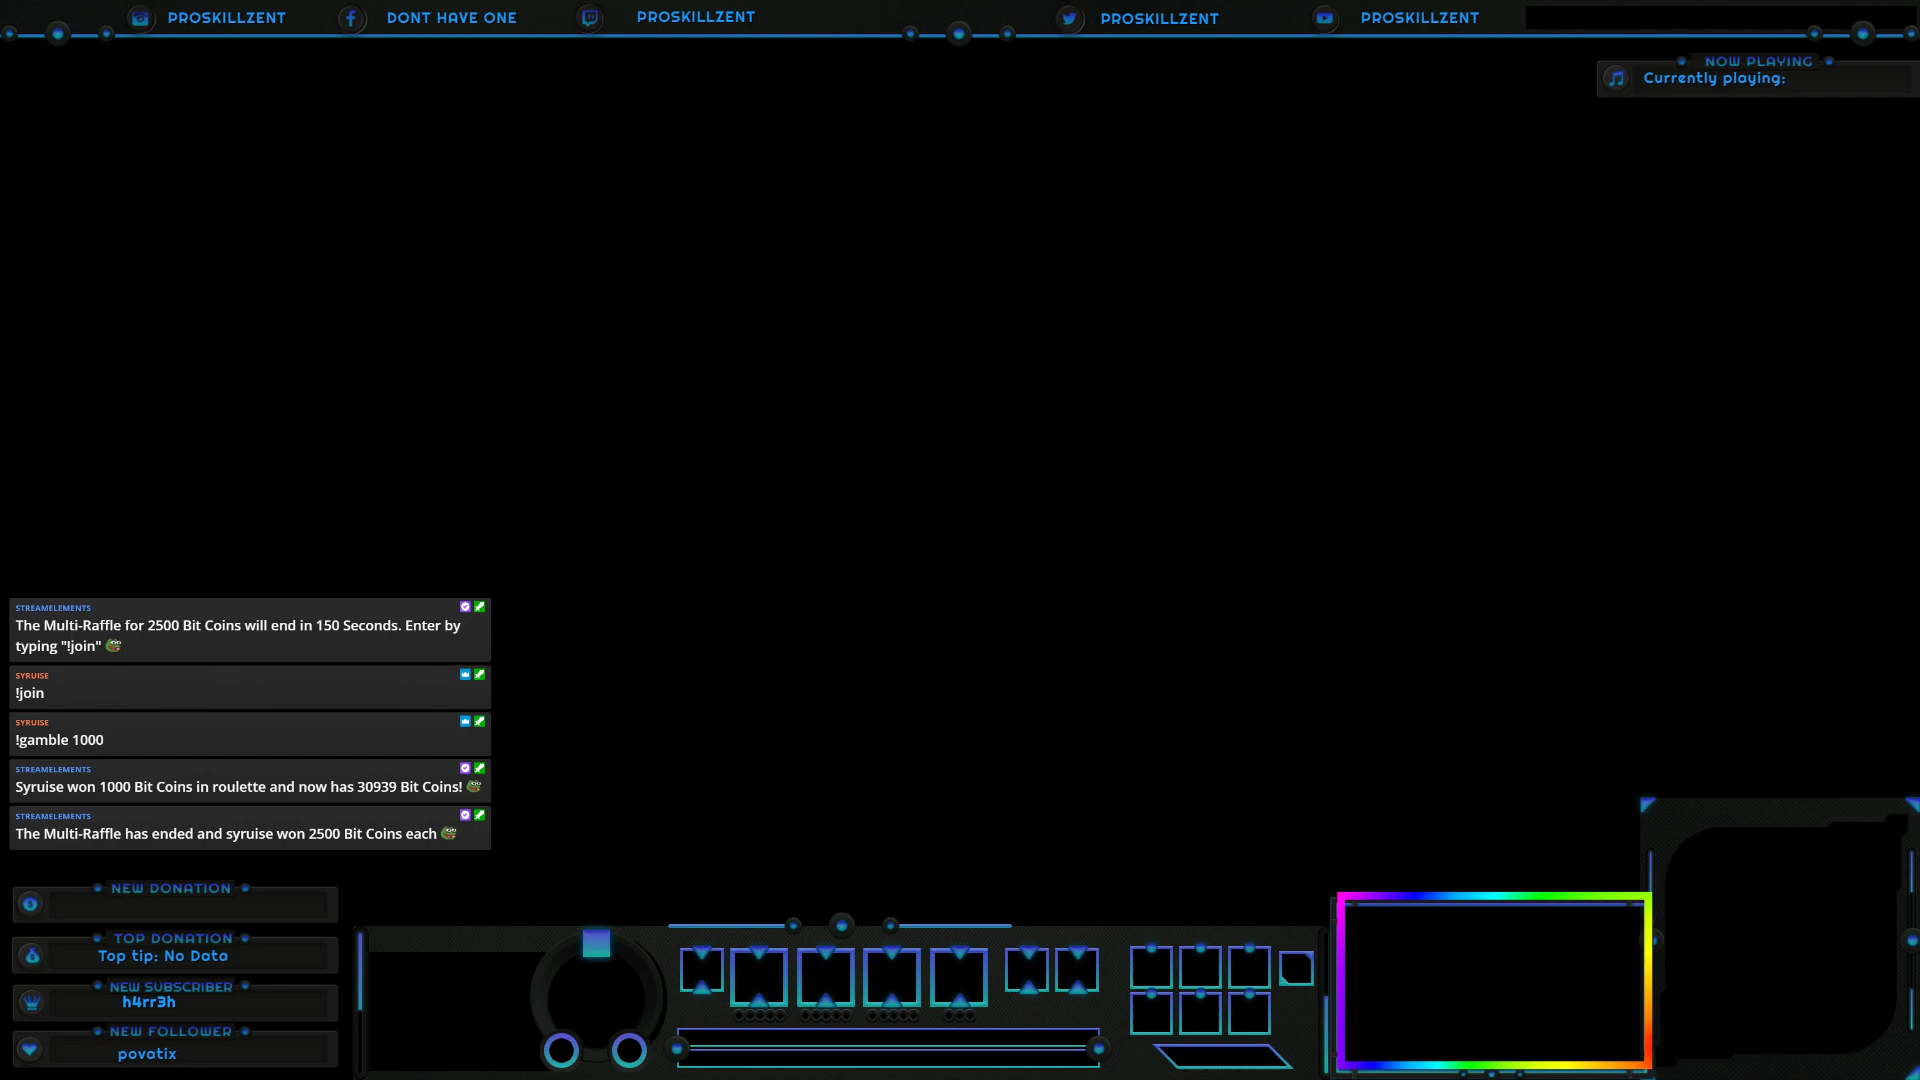 PROSKILLZENT
DONT HAVE ONE
PROSKILLZENT
PROSKILLZENT
PROSKILLZENT
NOW PLAYING
Currently playing:
STREAMELEMENTS
The Multi-Raffle for 2500 Bit Coins will end in 150 Seconds. Enter by
typing "!join"
SYRUISE
!join
SYRUISE
!gamble 1000
STREAMELEMENTS
Syruise won 1000 Bit Coins in roulette and now has 30939 Bit Coins!
STREAMELEMENTS
The Multi-Raffle has ended and syruise won 2500 Bit Coins each
NEW DONATION
TOP DONATION
Top tip: No Data
NEW SUBSCRIBER
h4rr3h
NEW FOLLOWER
povatix